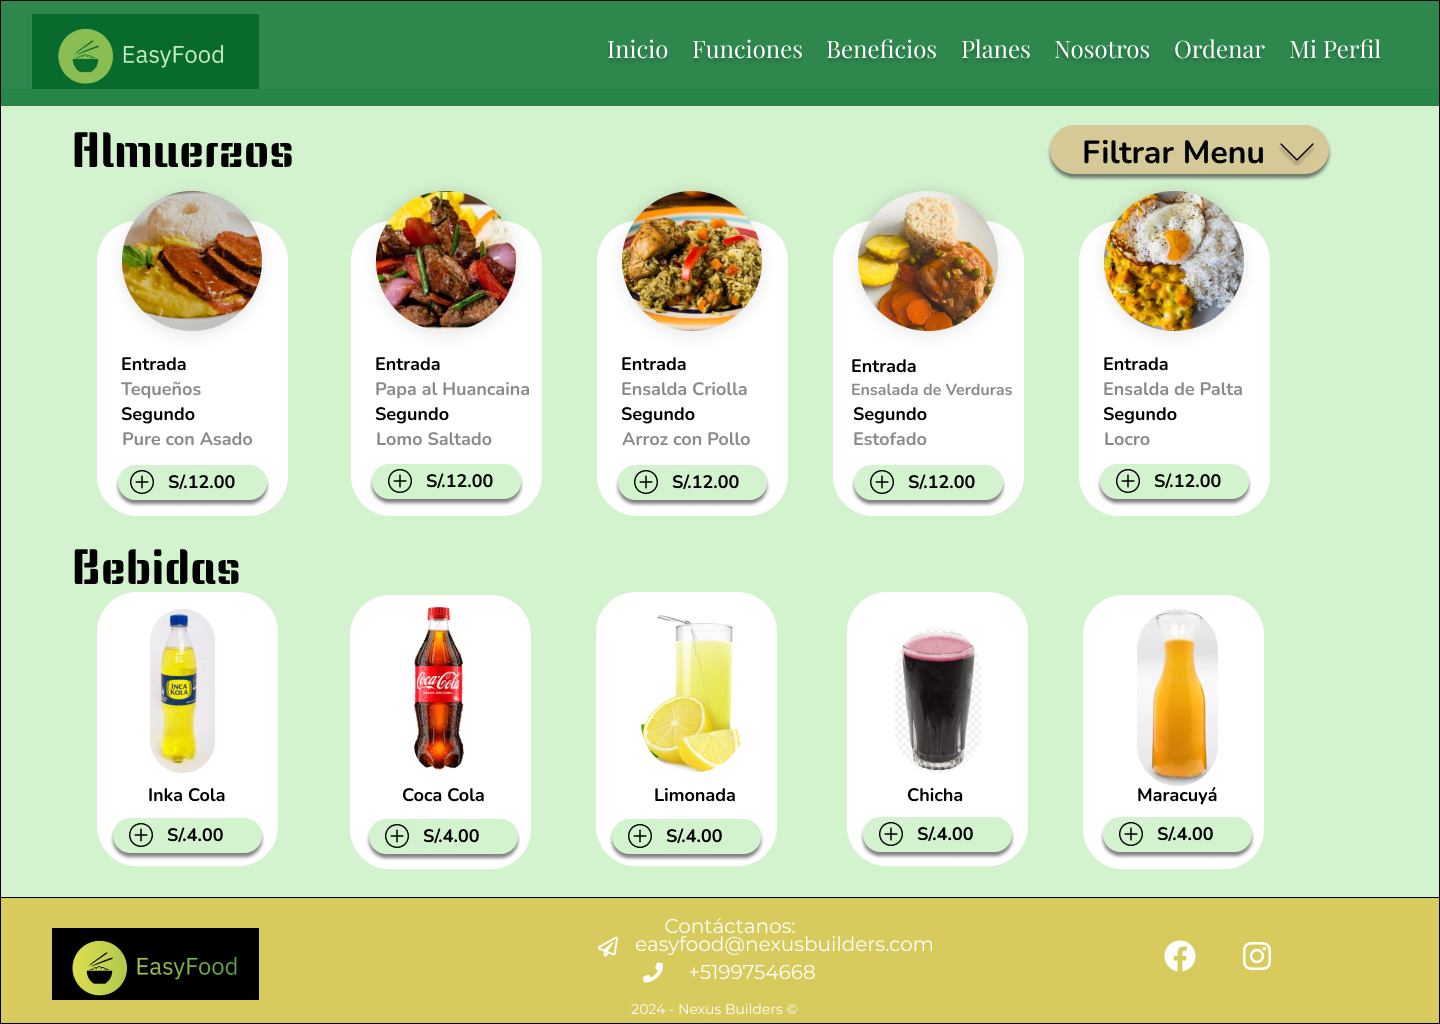 EasyFood
Inicio Funciones Beneficios Planes Nosotros Ordenar Mi Perfil
Almuerzos
Filtrar Menu
Entrada
Tequeños
Segundo
Pure con Asado
S/.12.00
Entrada
Papa al Huancaina
Segundo
Lomo Saltado
S/.12.00
Entrada
Ensalda Criolla
Segundo
Arroz con Pollo
S/.12.00
Entrada
Ensalada de Verduras
Segundo
Estofado
S/.12.00
Entrada
Ensalda de Palta
Segundo
Locro
S/.12.00
Bebidas
INCA
KOLA
Inka Cola
S/.4.00
Coca-Cola
Coca Cola
S/.4.00
Limonada
S/.4.00
Chicha
S/.4.00
Maracuyá
S/.4.00
EasyFood
Contáctanos:
easyfood@nexusbuilders.com
+5199754668
2024 - Nexus Builders ©